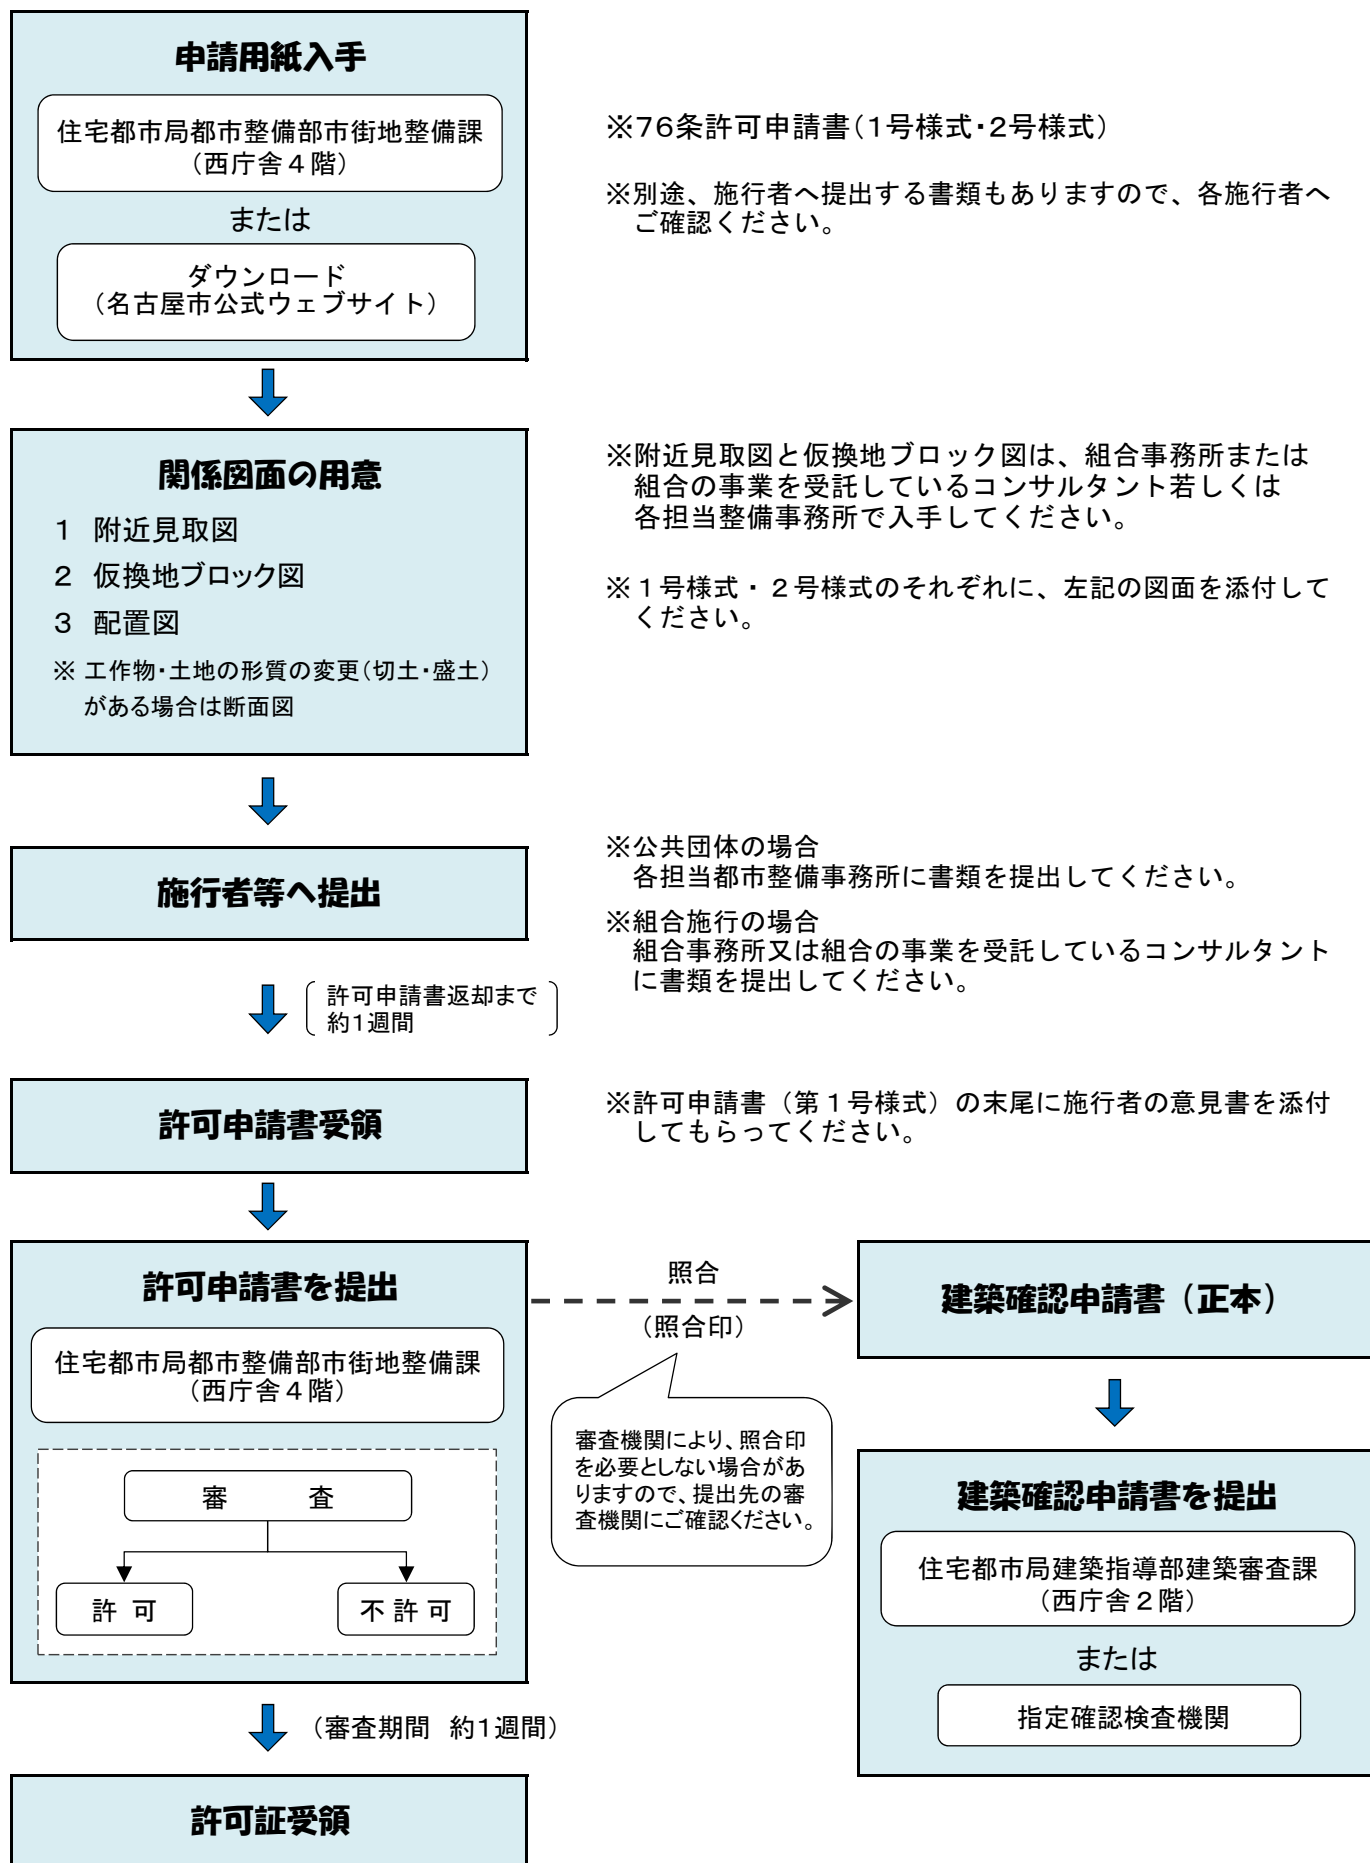 申請用紙入手
住宅都市局都市整備部市街地整備課
（西庁舎４階）
または
ダウンロード
（名古屋市公式ウェブサイト）
※76条許可申請書（1号様式・2号様式）
※別途、施行者へ提出する書類もありますので、各施行者へ
ご確認ください。
関係図面の用意
1 附近見取図
2 仮換地ブロック図
3 配置図
※ 工作物・土地の形質の変更（切土・盛土）
がある場合は断面図
※附近見取図と仮換地ブロック図は、組合事務所または
組合の事業を受託しているコンサルタント若しくは
各担当整備事務所で入手してください。
※１号様式・２号様式のそれぞれに、左記の図面を添付して
ください。
施行者等へ提出
※公共団体の場合
各担当都市整備事務所に書類を提出してください。
※組合施行の場合
組合事務所又は組合の事業を受託しているコンサルタント
に書類を提出してください。
許可申請書返却まで
約1週間
許可申請書受領
※許可申請書（第１号様式）の末尾に施行者の意見書を添付
してもらってください。
許可申請書を提出
住宅都市局都市整備部市街地整備課
（西庁舎４階）
審　査
許 可
不 許 可
照合
（照合印）
審査機関により、照合印
を必要としない場合があ
りますので、提出先の審
査機関にご確認ください。
建築確認申請書（正本）
建築確認申請書を提出
住宅都市局建築指導部建築審査課
（西庁舎２階）
または
指定確認検査機関
（審査期間　約1週間）
許可証受領